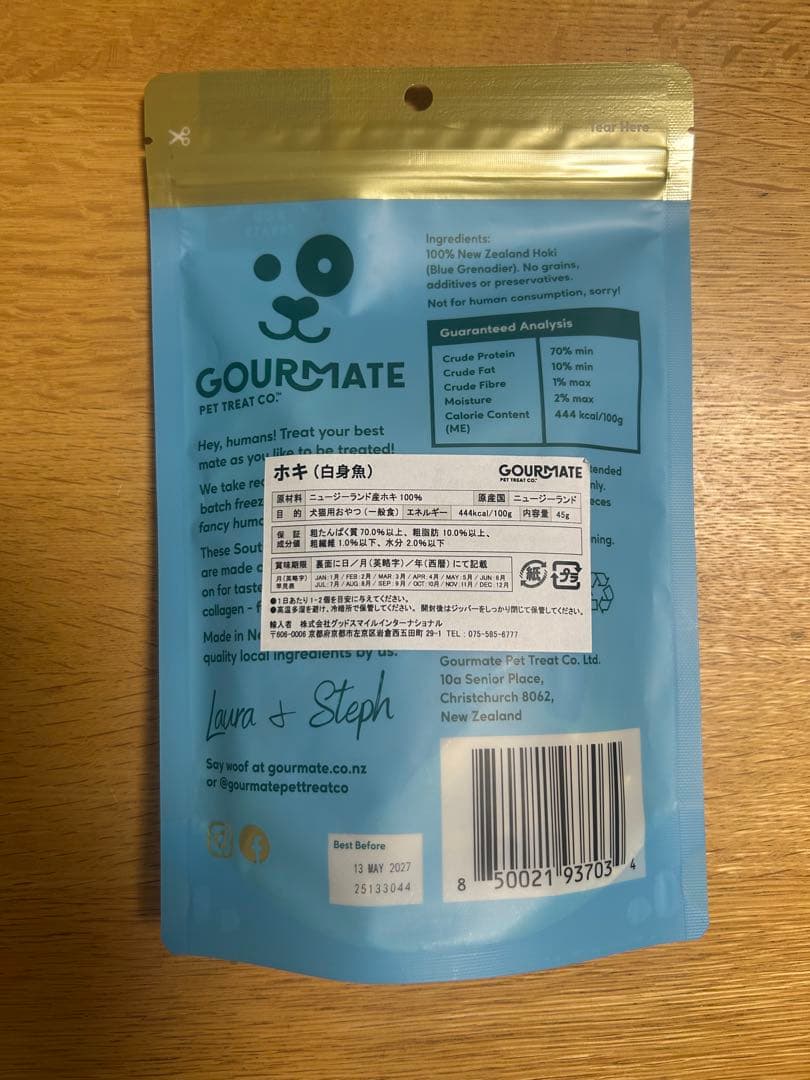 Tear Here
Ingredients:
100% New Zealand Hoki
(Blue Grenadier). No grains,
additives or preservatives.
Not for human consumption, sorry!
Guaranteed Analysis
Crude Protein 70% min
Crude Fat 10% min
Crude Fibre 1% max
Moisture 2% max
Calorie Content 444 kcal/100g
(ME)
GOURMATE
PET TREAT CO.™
Hey, humans! Treat your best
mate as you like to be treated!
We take
batch freez
fancy huma
These Sout
are made o
on for taste
collagen - f
Made in Ne
quality local ingredients by us.
ホキ（白身魚）
GOURMATE
PET TREAT CO.
原材料 ニュージーランド産ホキ 100% 原産国 ニュージーランド
目的 犬猫用おやつ（一般食） エネルギー 444kcal/100g 内容量 45g
保証成分値 粗たんぱく質 70.0%以上、粗脂肪 10.0%以上、
粗繊維 1.0%以下、水分 2.0%以下
賞味期限 裏面に日／月（英略字）／年（西暦）にて記載
月（英略字）早見表 JAN:1月 / FEB:2月 / MAR:3月 / APR:4月 / MAY:5月 / JUN:6月
JUL:7月 / AUG:8月 / SEP:9月 / OCT:10月 / NOV:11月 / DEC:12月
紙
プラ
●1日あたり1-2個を目安に与えてください。
●高温多湿を避け、冷暗所で保管してください。 開封後はジッパーをしっかり閉じて保管してください。
輸入者 株式会社グッドスマイルインターナショナル
〒606-0006 京都府京都市左京区岩倉西五田町 29-1 TEL：075-585-6777
Laura & Steph
Gourmate Pet Treat Co. Ltd.
10a Senior Place,
Christchurch 8062,
New Zealand
Say woof at gourmate.co.nz
or @gourmatepettreatco
Best Before
13 MAY 2027
25133044
8 50021 93703 4